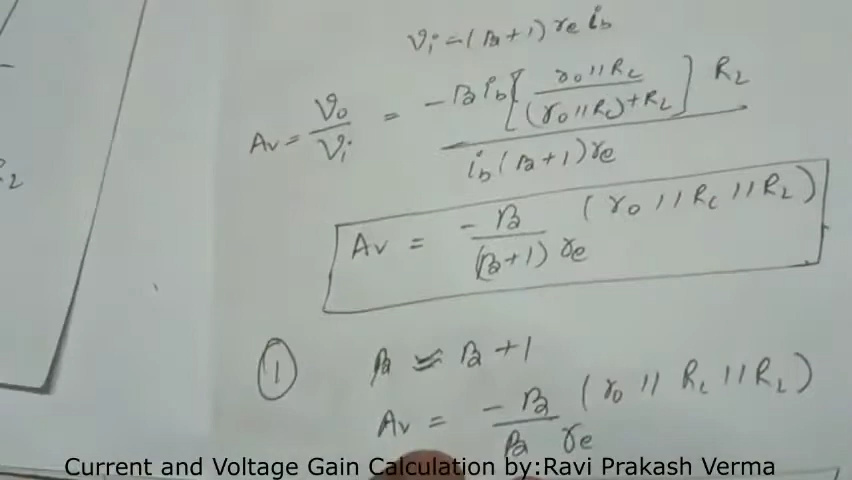 Vi = (β+1) re ib
Av = Vo/Vi = -β ib [ ro || Rc / (ro || Rc) + RL ] RL / ib (β+1) re
Av = -β / (β+1) re (ro || Rc || RL)
① β ≈ β + 1
Av = -β / β re (ro || Rc || RL)
Current and Voltage Gain Calculation by:Ravi Prakash Verma